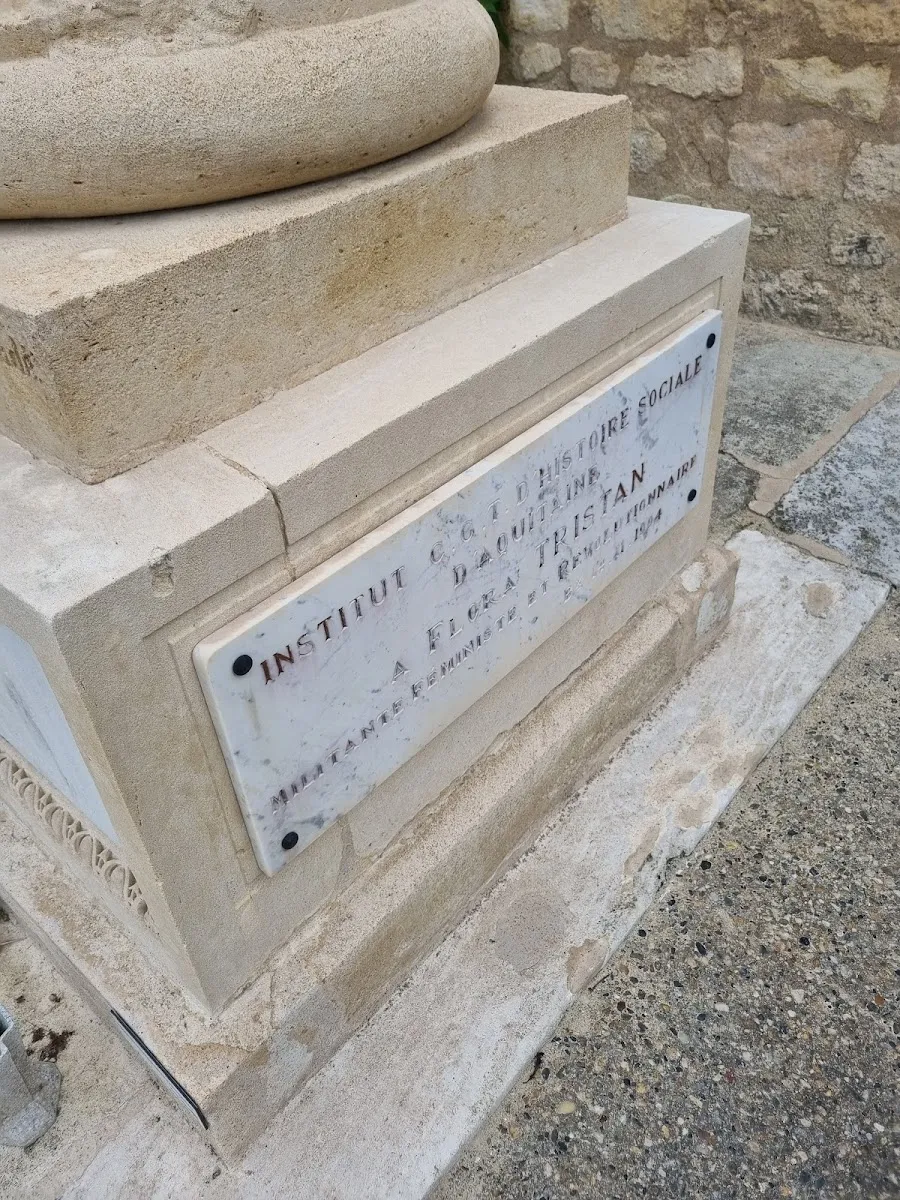 INSTITUT C.G.T. D'HISTOIRE SOCIALE
D'AQUITAINE
A FLORA TRISTAN
MILITANTE FEMINISTE ET REVOLUTIONNAIRE